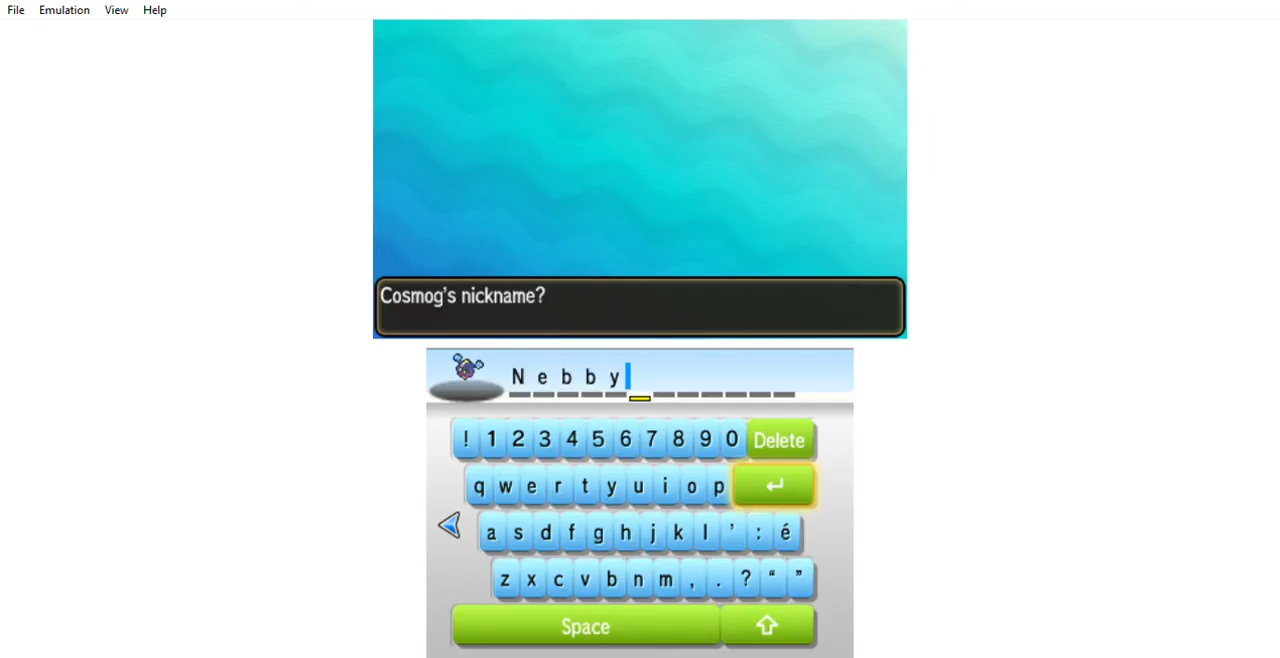 File Emulation View Help
Cosmog's nickname?
Nebby
! 1 2 3 4 5 6 7 8 9 0 Delete
q w e r t y u i o p
a s d f g h j k l ' : é
z x c v b n m , . ? “ ”
Space